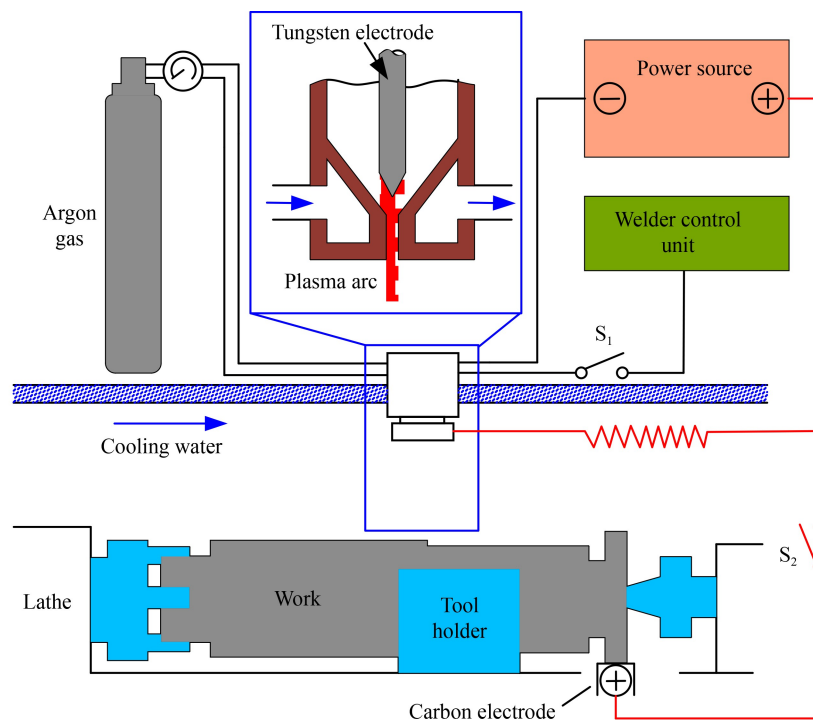 Tungsten electrode
Power source
Argon
gas
Welder control
unit
Plasma arc
S1
Cooling water
S2
Lathe
Work
Tool
holder
Carbon electrode